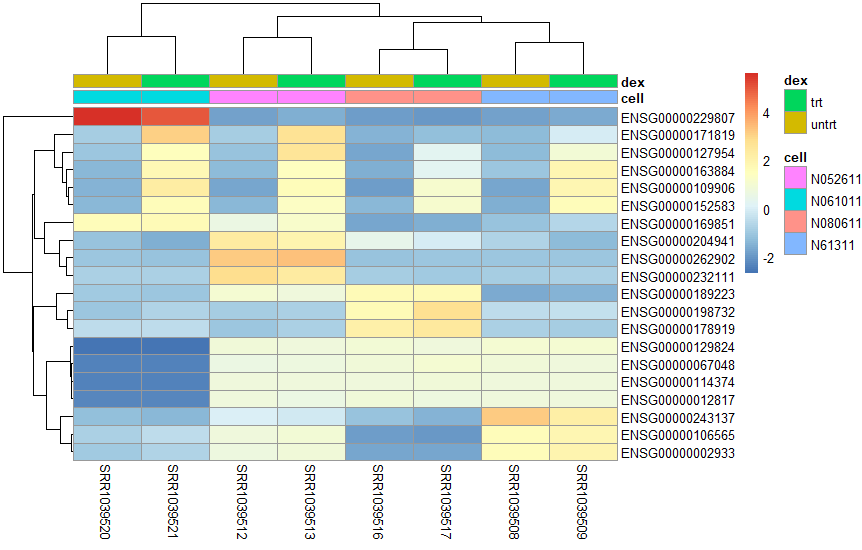 dex
cell
ENSG00000229807
ENSG00000171819
ENSG00000127954
ENSG00000163884
ENSG00000109906
ENSG00000152583
ENSG00000169851
ENSG00000204941
ENSG00000262902
ENSG00000232111
ENSG00000189223
ENSG00000198732
ENSG00000178919
ENSG00000129824
ENSG00000067048
ENSG00000114374
ENSG00000012817
ENSG00000243137
ENSG00000106565
ENSG00000002933
SRR1039520
SRR1039521
SRR1039512
SRR1039513
SRR1039516
SRR1039517
SRR1039508
SRR1039509
4
2
0
-2
dex
trt
untrt
cell
N052611
N061011
N080611
N61311